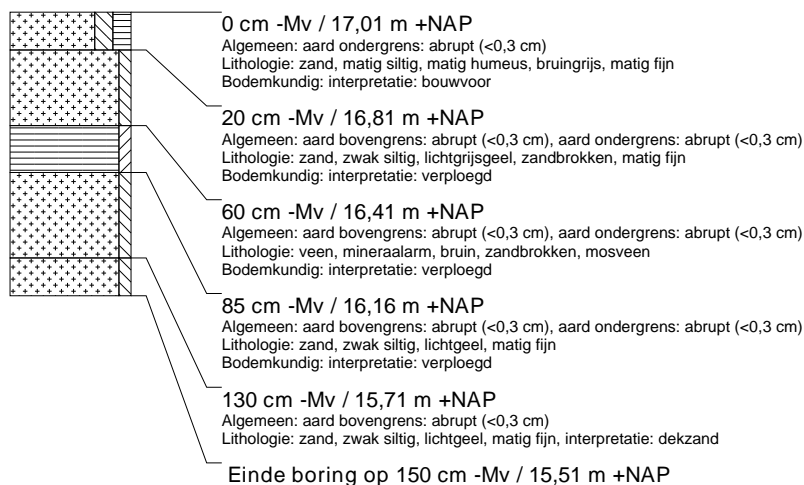 0 cm -Mv / 17,01 m +NAP
Algemeen: aard ondergrens: abrupt (<0,3 cm)
Lithologie: zand, matig siltig, matig humeus, bruingrijs, matig fijn
Bodemkundig: interpretatie: bouwvoor
20 cm -Mv / 16,81 m +NAP
Algemeen: aard bovengrens: abrupt (<0,3 cm), aard ondergrens: abrupt (<0,3 cm)
Lithologie: zand, zwak siltig, lichtgrijsgeel, zandbrokken, matig fijn
Bodemkundig: interpretatie: verploegd
60 cm -Mv / 16,41 m +NAP
Algemeen: aard bovengrens: abrupt (<0,3 cm), aard ondergrens: abrupt (<0,3 cm)
Lithologie: veen, mineraalarm, bruin, zandbrokken, mosveen
Bodemkundig: interpretatie: verploegd
85 cm -Mv / 16,16 m +NAP
Algemeen: aard bovengrens: abrupt (<0,3 cm), aard ondergrens: abrupt (<0,3 cm)
Lithologie: zand, zwak siltig, lichtgeel, matig fijn
Bodemkundig: interpretatie: verploegd
130 cm -Mv / 15,71 m +NAP
Algemeen: aard bovengrens: abrupt (<0,3 cm)
Lithologie: zand, zwak siltig, lichtgeel, matig fijn, interpretatie: dekzand
Einde boring op 150 cm -Mv / 15,51 m +NAP